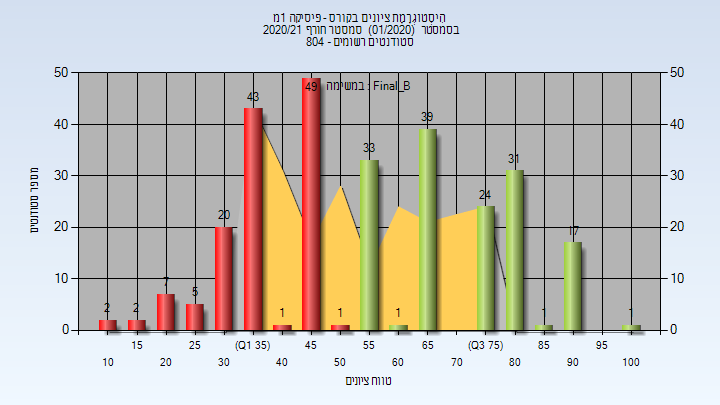 היסטוגרמת ציונים בקורס - פיסיקה 1מ
בסמסטר (01/2020) סמסטר חורף 2020/21
סטודנטים רשומים - 804
במשימה : Final_B
מספר סטודנטים
50 40 30 20 10 0
50 40 30 20 10 0
2 2 7 5 20 43 1 49 1 33 1 39 24 31 1 17 1
15 25 (Q1 35) 45 55 65 (Q3 75) 85 95
10 20 30 40 50 60 70 80 90 100
טווח ציונים